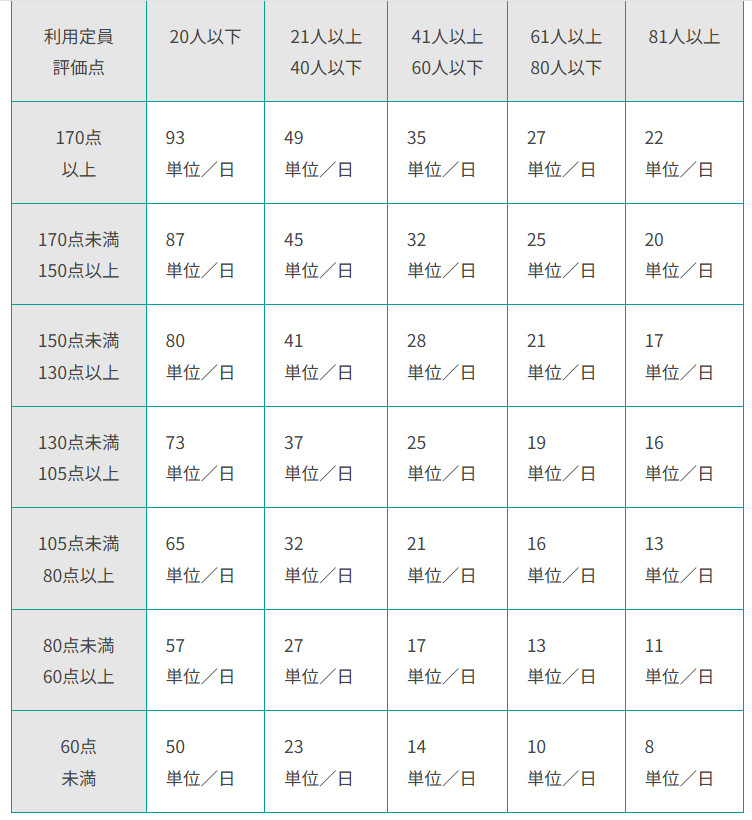 利用定員 20人以下 21人以上 41人以上 61人以上 81人以上
評価点 40人以下 60人以下 80人以下
170点 93 49 35 27 22
以上 単位／日 単位／日 単位／日 単位／日 単位／日
170点未満 87 45 32 25 20
150点以上 単位／日 単位／日 単位／日 単位／日 単位／日
150点未満 80 41 28 21 17
130点以上 単位／日 単位／日 単位／日 単位／日 単位／日
130点未満 73 37 25 19 16
105点以上 単位／日 単位／日 単位／日 単位／日 単位／日
105点未満 65 32 21 16 13
80点以上 単位／日 単位／日 単位／日 単位／日 単位／日
80点未満 57 27 17 13 11
60点以上 単位／日 単位／日 単位／日 単位／日 単位／日
60点 50 23 14 10 8
未満 単位／日 単位／日 単位／日 単位／日 単位／日